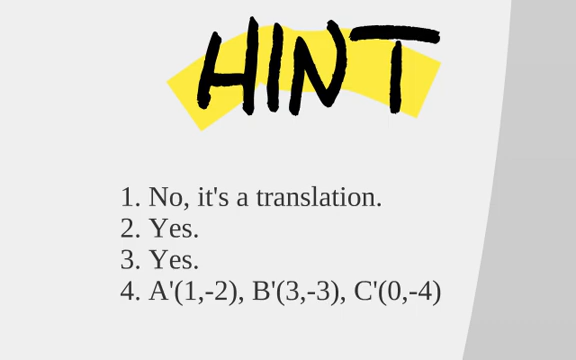 HINT
1. No, it's a translation.
2. Yes.
3. Yes.
4. A'(1,-2), B'(3,-3), C'(0,-4)